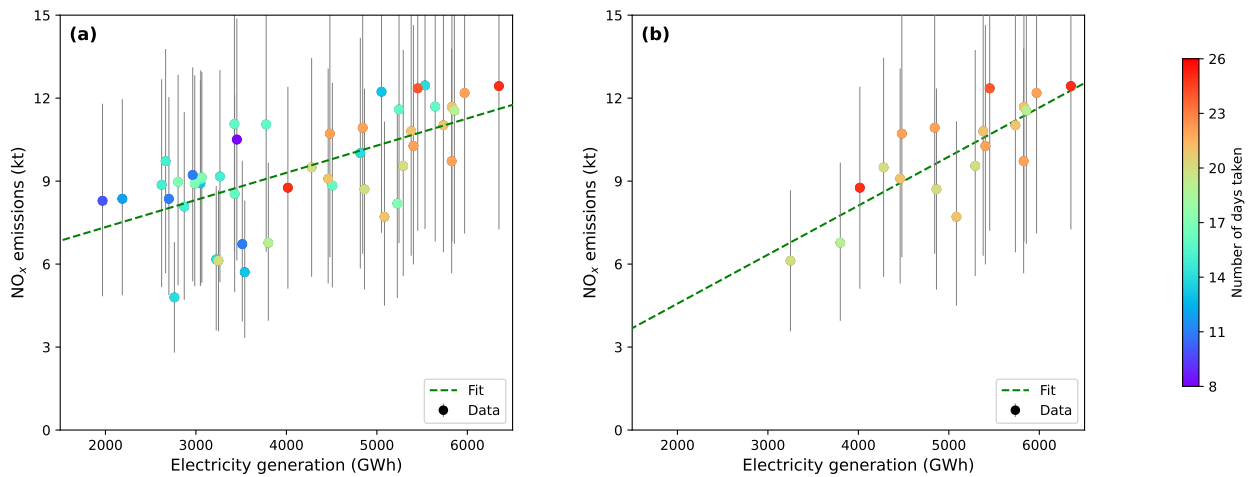 (a)
15
12
9
6
3
0
NOx emissions (kt)
2000 3000 4000 5000 6000
Electricity generation (GWh)
Fit
Data
(b)
15
12
9
6
3
0
NOx emissions (kt)
2000 3000 4000 5000 6000
Electricity generation (GWh)
Fit
Data
26
23
20
17
14
11
8
Number of days taken